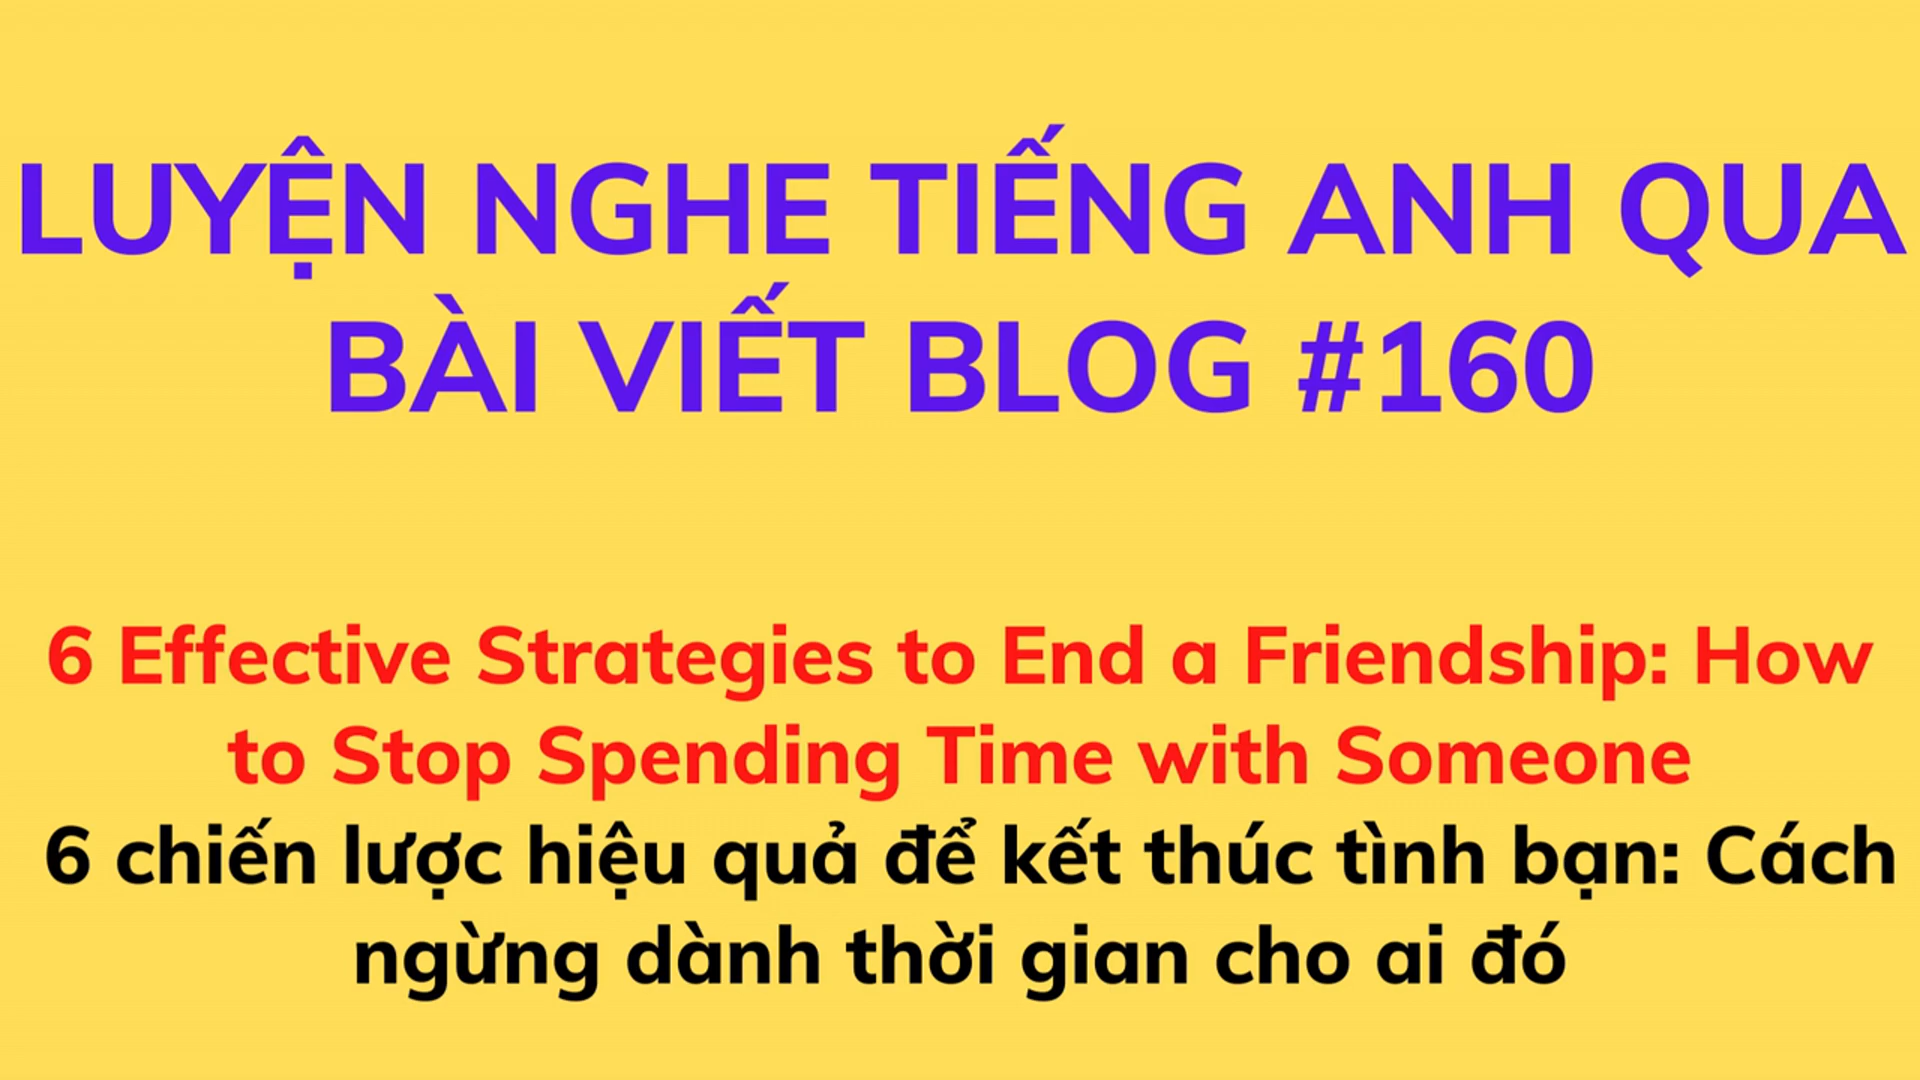 LUYỆN NGHE TIẾNG ANH QUA
BÀI VIẾT BLOG #160
6 Effective Strategies to End a Friendship: How
to Stop Spending Time with Someone
6 chiến lược hiệu quả để kết thúc tình bạn: Cách
ngừng dành thời gian cho ai đó